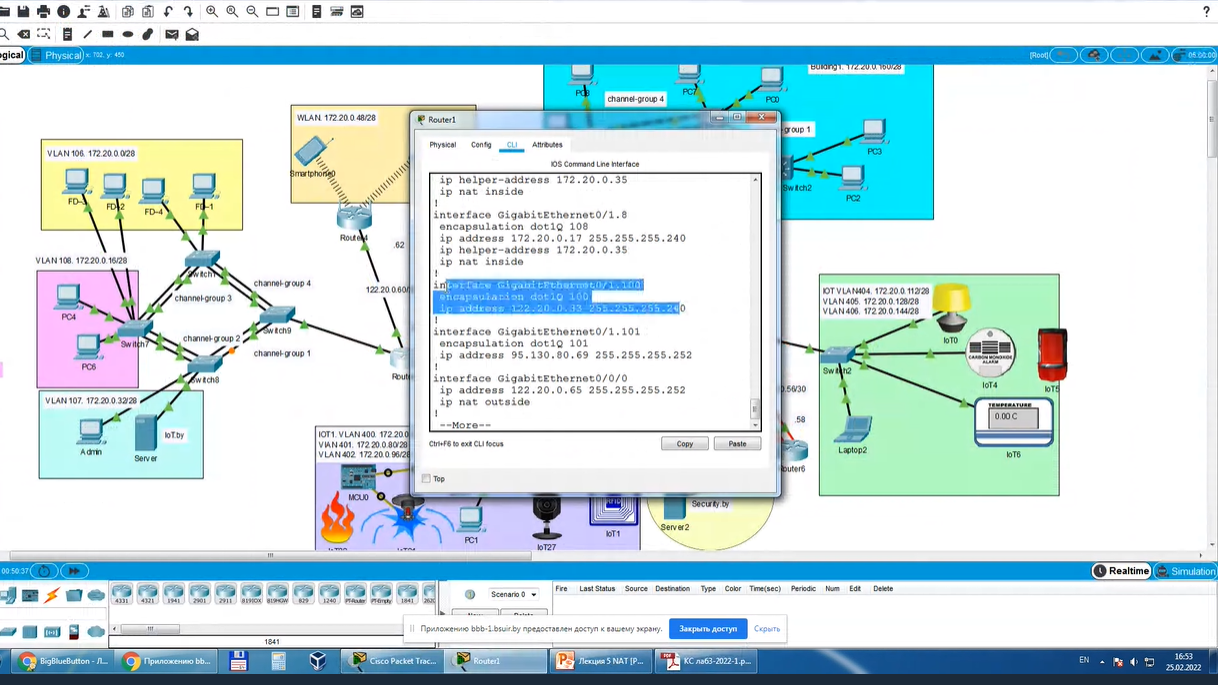 [Root]
05:00:00
Logical
Physical
x: 702, y: 450
Building1. 172.20.0.160/28
PC8
PC7
PC0
channel-group 4
group 1
PC3
Switch2
PC2
WLAN. 172.20.0.48/28
Smartphone0
Router4
.62
122.20.0.60/30
VLAN 106. 172.20.0.0/28
FD-3
FD-2
FD-4
FD-1
VLAN 108. 172.20.0.16/28
Switch1
channel-group 4
channel-group 3
PC4
Switch9
channel-group 2
Switch7
channel-group 1
PC6
Switch8
VLAN 107. 172.20.0.32/28
IoT.by
Admin
Server
IOT1. VLAN 400. 172.20.0.64/28
VLAN 401. 172.20.0.80/28
VLAN 402. 172.20.0.96/28
MCU0
PC1
IoT27
RFID
IoT1
Router1
Physical
Config
CLI
Attributes
IOS Command Line Interface
ip helper-address 172.20.0.35
ip nat inside
!
interface GigabitEthernet0/1.8
encapsulation dot1Q 108
ip address 172.20.0.17 255.255.255.240
ip helper-address 172.20.0.35
ip nat inside
!
interface GigabitEthernet0/1.100
encapsulation dot1Q 100
ip address 122.20.0.33 255.255.255.240
!
interface GigabitEthernet0/1.101
encapsulation dot1Q 101
ip address 95.130.80.69 255.255.255.252
!
interface GigabitEthernet0/0/0
ip address 122.20.0.65 255.255.255.252
ip nat outside
!
--More--
Ctrl+F6 to exit CLI focus
Copy
Paste
Top
0.56/30
.58
Router6
Security.by
Server2
VLAN 405. 172.20.0.128/28
VLAN 406. 172.20.0.144/28
IoT0
Switch2
CARBON MONOXIDE
ALARM
IoT4
IoT5
TEMPERATURE
0.00 C
Laptop2
IoT6
00:50:37
Realtime
Simulation
4331
4321
1941
2901
2911
819IOX
819HGW
829
1240
PT-Router
PT-Empty
1841
1841
Scenario 0
New
Delete
Fire
Last Status
Source
Destination
Type
Color
Time(sec)
Periodic
Num
Edit
Delete
Приложению bbb-1.bsuir.by предоставлен доступ к вашему экрану.
Закрыть доступ
Скрыть
BigBlueButton - Л...
Приложению bb...
Cisco Packet Trac...
Router1
Лекция 5 NAT [P...
КС лаб3-2022-1.p...
EN
16:53
25.02.2022